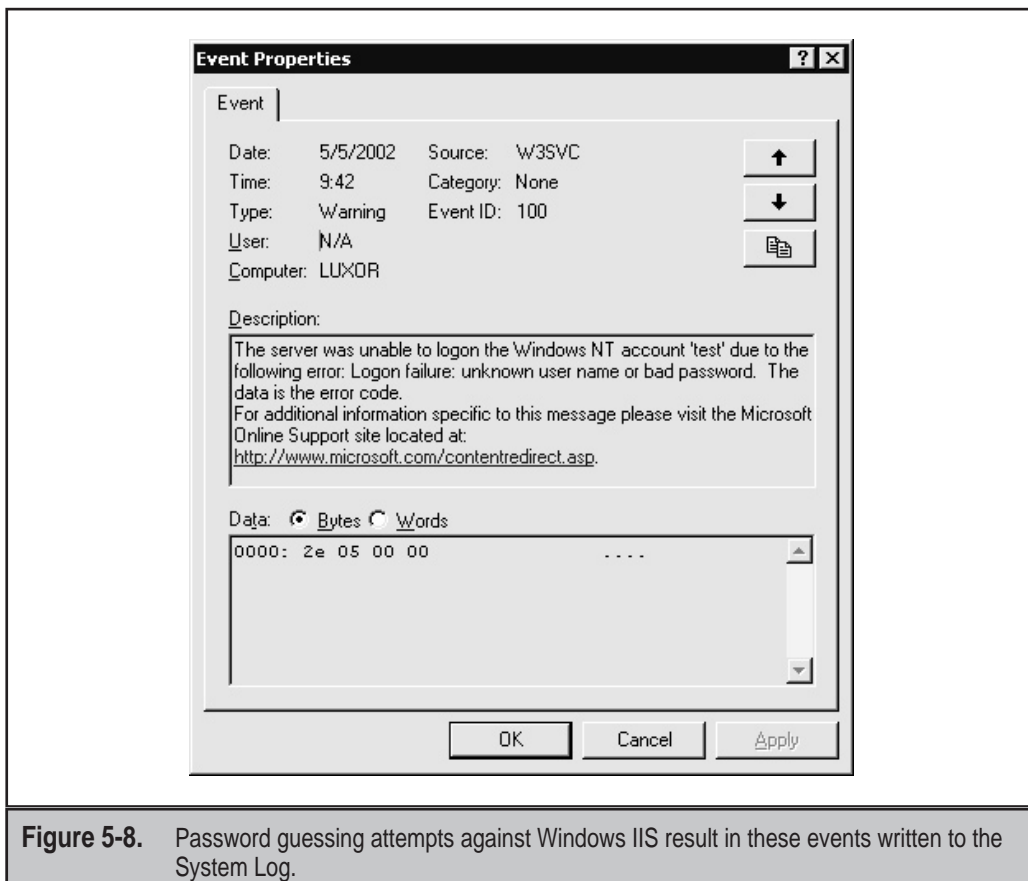 Event Properties
Event
Date: 5/5/2002 Source: W3SVC
Time: 9:42 Category: None
Type: Warning Event ID: 100
User: N/A
Computer: LUXOR
Description:
The server was unable to logon the Windows NT account 'test' due to the
following error: Logon failure: unknown user name or bad password. The
data is the error code.
For additional information specific to this message please visit the Microsoft
Online Support site located at:
http://www.microsoft.com/contentredirect.asp.
Data: Bytes Words
0000: 2e 05 00 00 ....
OK Cancel Apply
Figure 5-8. Password guessing attempts against Windows IIS result in these events written to the
System Log.